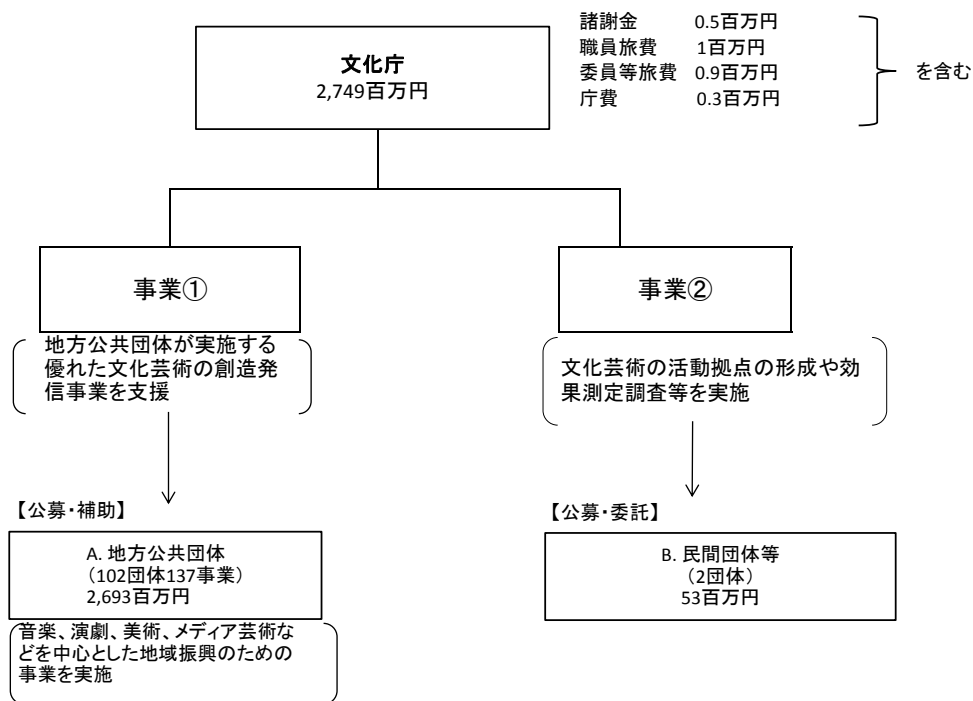 文化庁
2,749百万円
諸謝金 0.5百万円
職員旅費 1百万円
委員等旅費 0.9百万円
庁費 0.3百万円
を含む
事業①
地方公共団体が実施する
優れた文化芸術の創造発
信事業を支援
事業②
文化芸術の活動拠点の形成や効
果測定調査等を実施
【公募・補助】
A. 地方公共団体
(102団体137事業)
2,693百万円
音楽、演劇、美術、メディア芸術な
どを中心とした地域振興のための
事業を実施
【公募・委託】
B. 民間団体等
(2団体)
53百万円